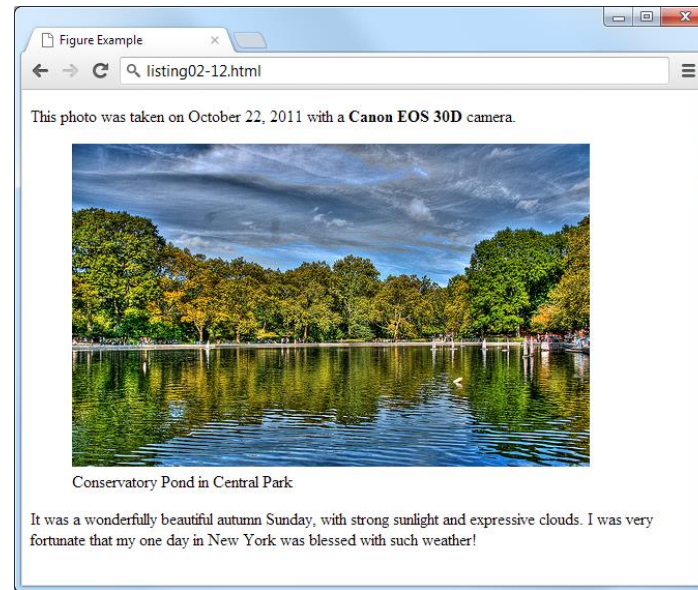 Figure Example
listing02-12.html
This photo was taken on October 22, 2011 with a Canon EOS 30D camera.
Conservatory Pond in Central Park
It was a wonderfully beautiful autumn Sunday, with strong sunlight and expressive clouds. I was very
fortunate that my one day in New York was blessed with such weather!